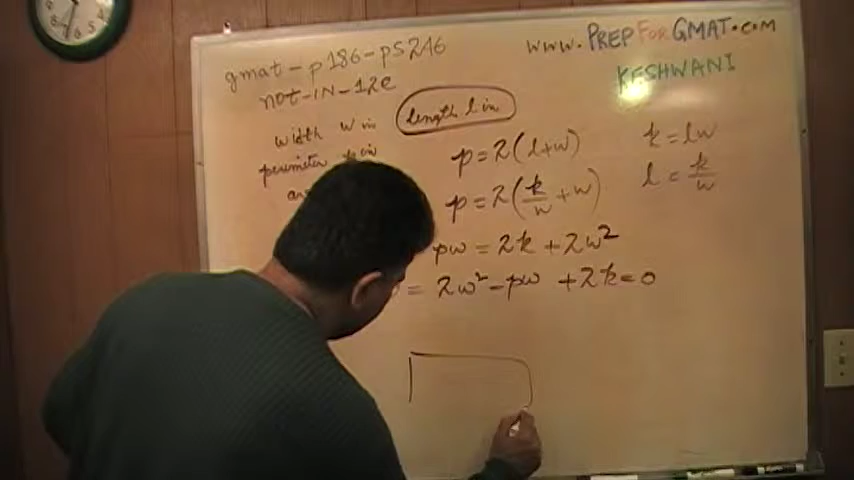 gmat-p186-ps246
not-IN-12e
www.PREPFORGMAT.COM
KESHWANI
width w in
perimeter
length l in
p=2(l+w)
p=2(k/w+w)
pw=2k+2w²
= 2w²-pw +2k=0
k=lw
l=k/w